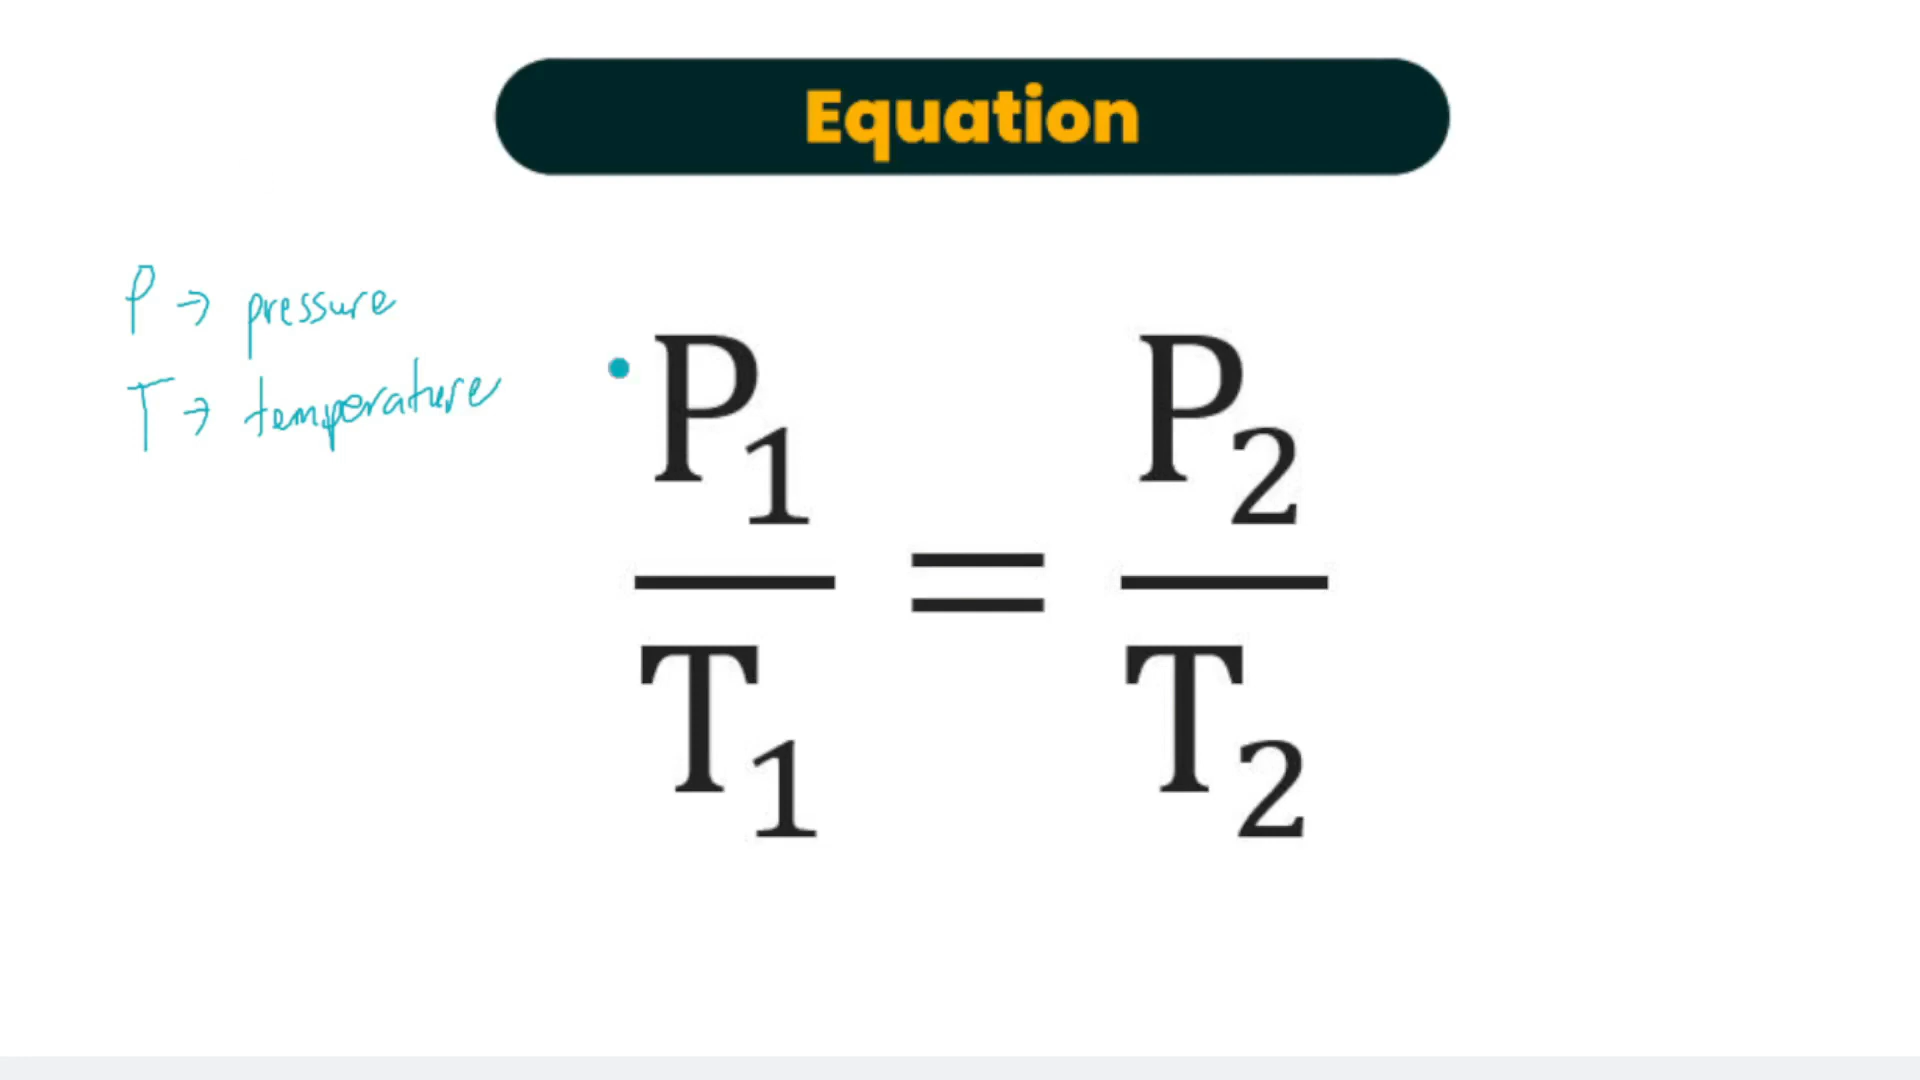 Equation
P → pressure
T → temperature
P₁/T₁ = P₂/T₂